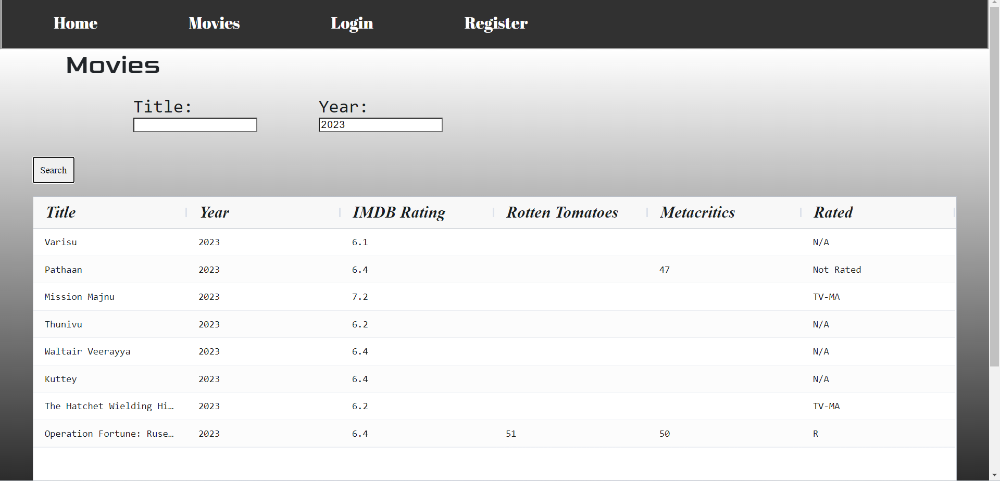 Home Movies Login Register
Movies
Title: Year:
2023
Search
Title Year IMDB Rating Rotten Tomatoes Metacritics Rated
Varisu 2023 6.1 N/A
Pathaan 2023 6.4 47 Not Rated
Mission Majnu 2023 7.2 TV-MA
Thunivu 2023 6.2 N/A
Waltair Veerayya 2023 6.4 N/A
Kuttey 2023 6.4 N/A
The Hatchet Wielding Hi… 2023 6.2 TV-MA
Operation Fortune: Ruse… 2023 6.4 51 50 R